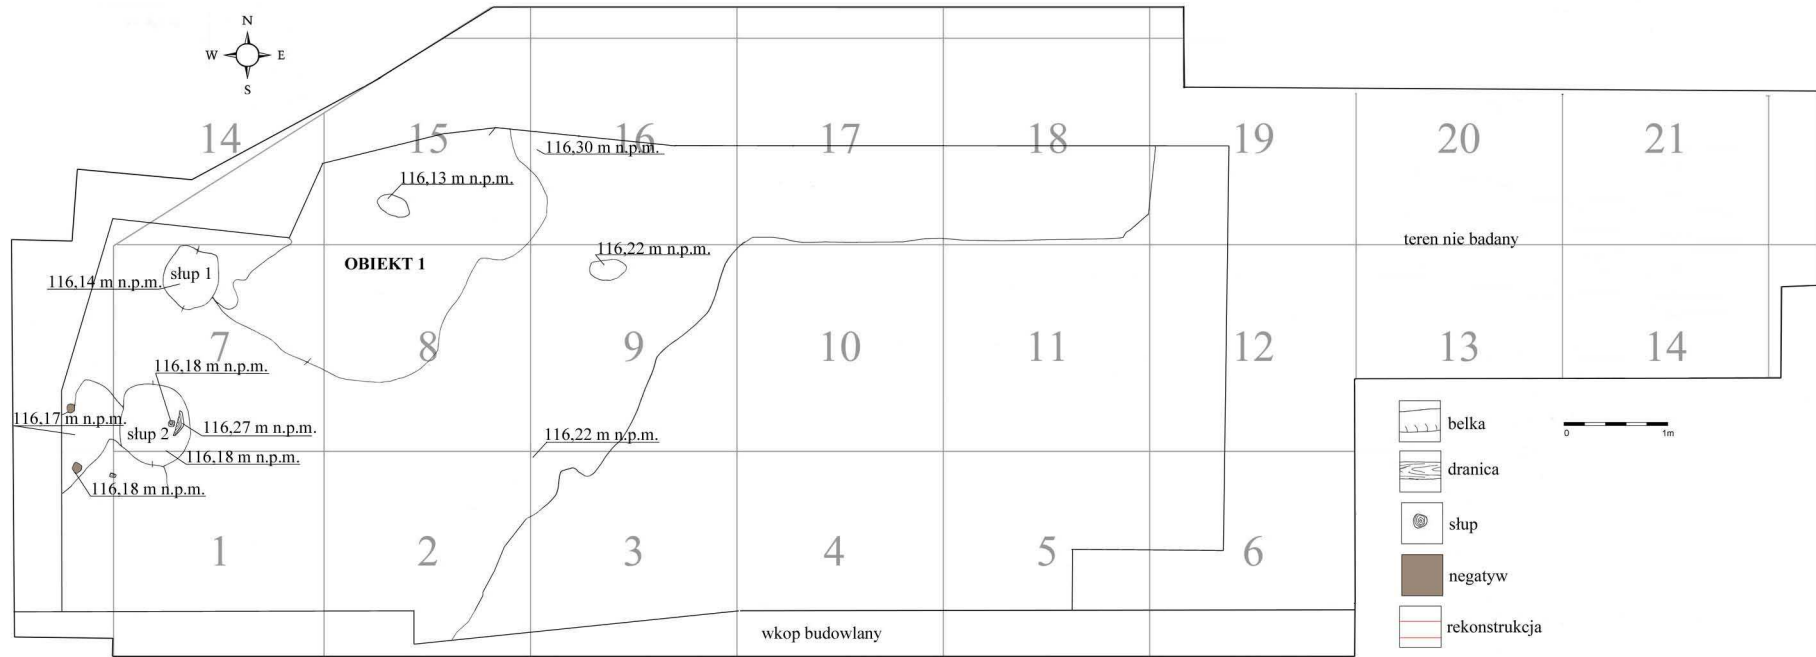 N
W E
S
14 15 16 17 18 19 20 21
116,30 m n.p.m.
116,13 m n.p.m.
teren nie badany
116,22 m n.p.m.
OBIEKT 1
słup 1
116,14 m n.p.m.
7 8 9 10 11 12 13 14
116,18 m n.p.m.
116,17 m n.p.m.
116,27 m n.p.m.
słup 2
116,22 m n.p.m.
116,18 m n.p.m.
116,18 m n.p.m.
1 2 3 4 5 6
wkop budowlany
belka
0 1m
dranica
słup
negatyw
rekonstrukcja